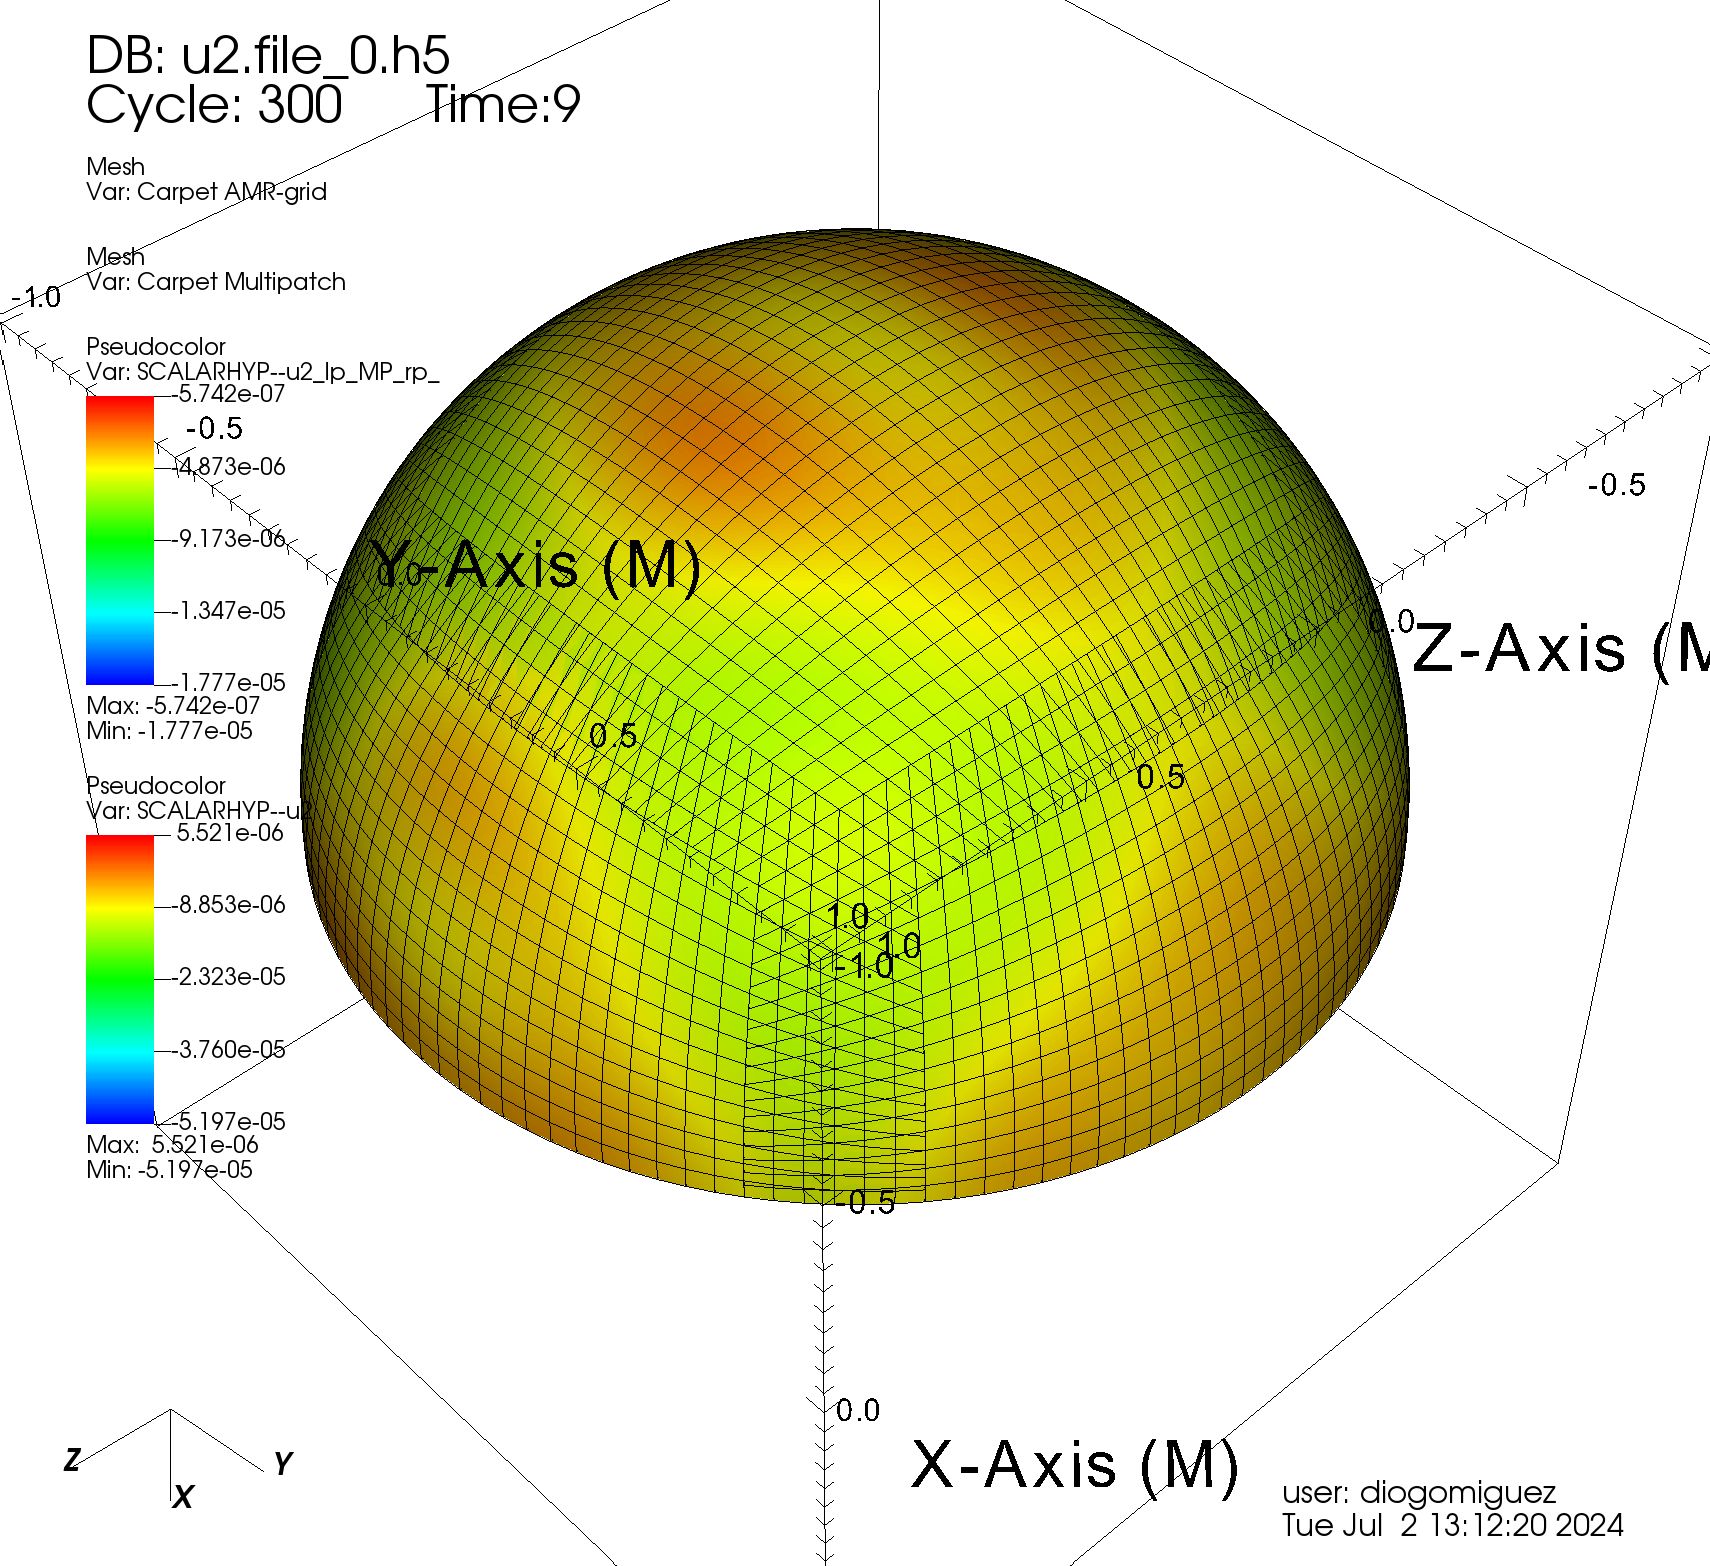 DB: u2.file_0.h5
Cycle: 300 Time:9
Mesh
Var: Carpet AMR-grid
Mesh
Var: Carpet Multipatch
-1.0
Pseudocolor
Var: SCALARHYP--u2_lp_MP_rp_
-5.742e-07
-0.5
-4.873e-06
-9.173e-06
-1.347e-05
-1.777e-05
Max: -5.742e-07
Min: -1.777e-05
Pseudocolor
Var: SCALARHYP--u2
5.521e-06
-8.853e-06
-2.323e-05
-3.760e-05
-5.197e-05
Max: 5.521e-06
Min: -5.197e-05
-0.5
Y-Axis (M)
0.0
0.0
Z-Axis (M
0.5
0.5
1.0
1.0
-1.0
-0.5
0.0
X-Axis (M)
Z
Y
X
user: diogomiguez
Tue Jul 2 13:12:20 2024